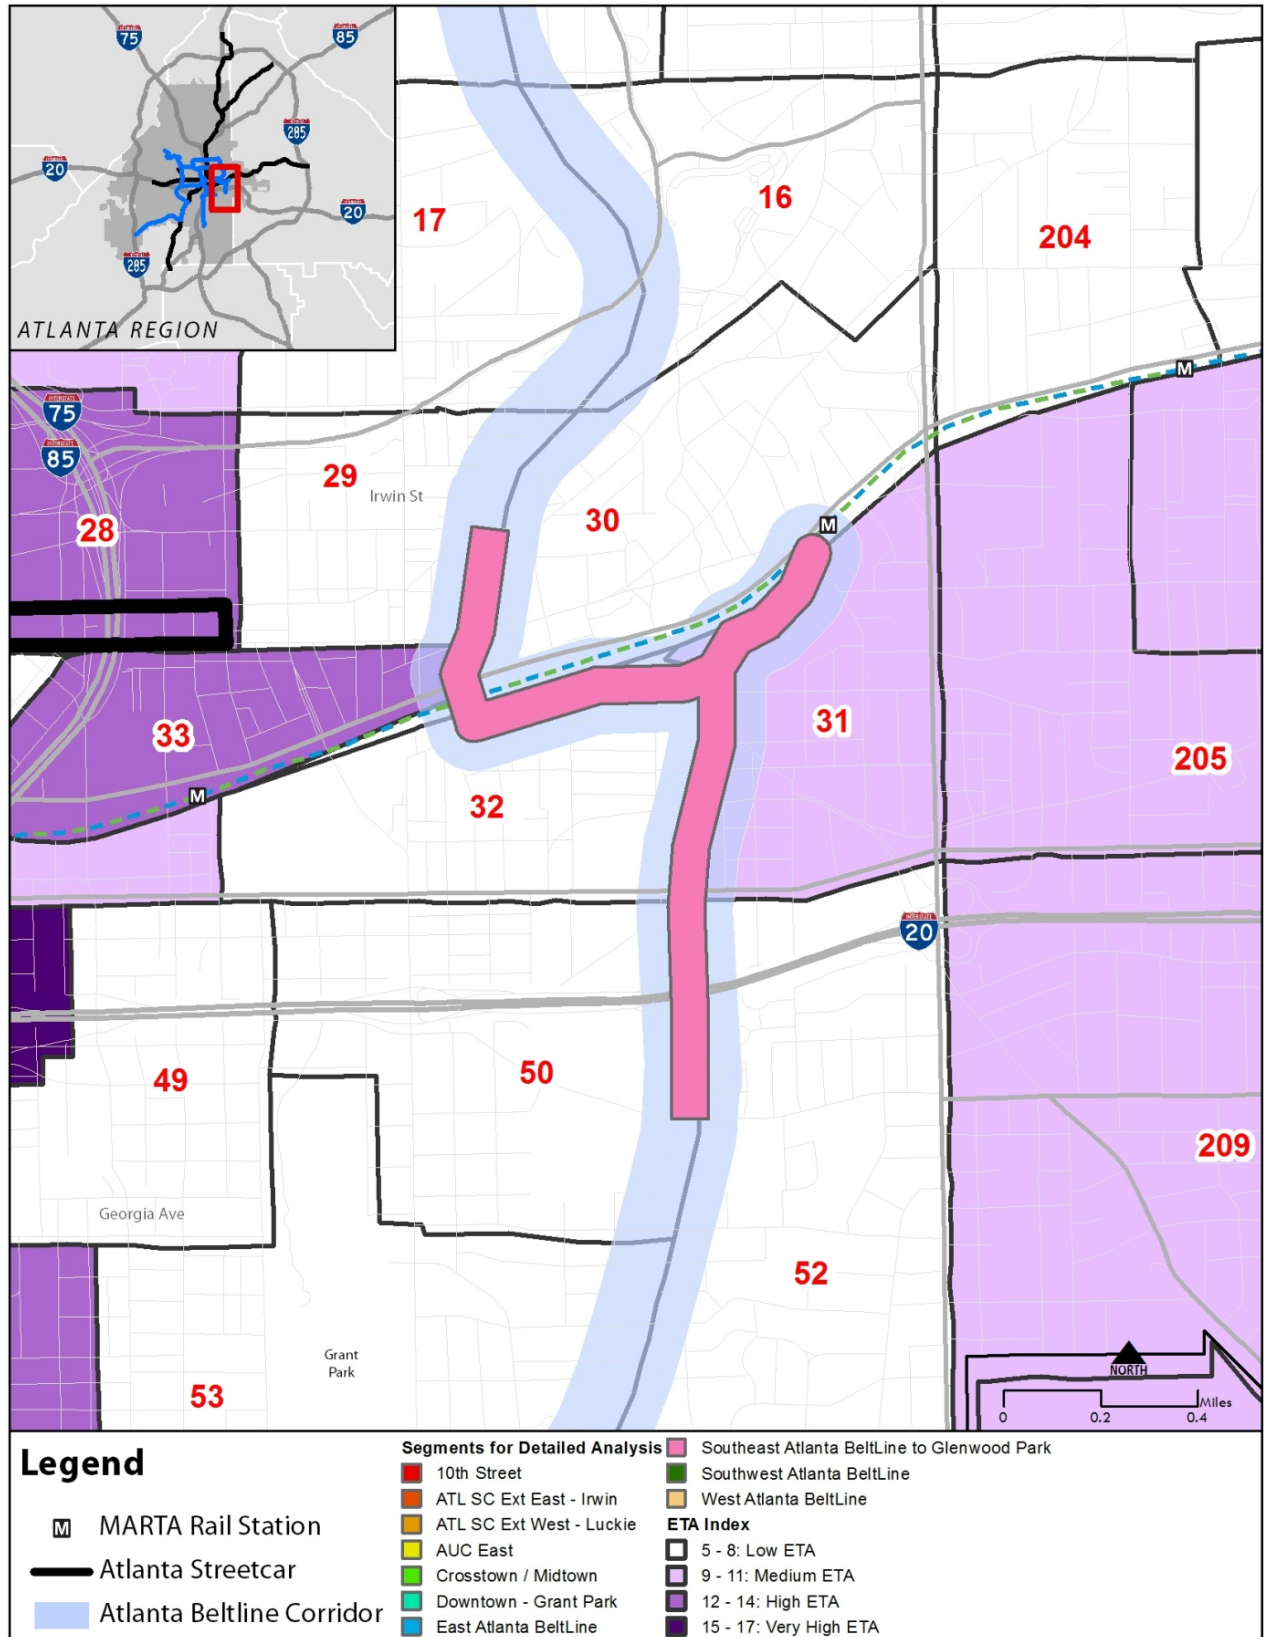 75
85
285
20
20
285
ATLANTA REGION
17
16
204
INTERSTATE
75
INTERSTATE
85
28
29
Irwin St
30
M
M
33
M
31
205
32
INTERSTATE
20
49
50
209
Georgia Ave
52
Grant
Park
53
NORTH
Miles
0 0.2 0.4
Legend
M MARTA Rail Station
Atlanta Streetcar
Atlanta Beltline Corridor
Segments for Detailed Analysis
10th Street
ATL SC Ext East - Irwin
ATL SC Ext West - Luckie
AUC East
Crosstown / Midtown
Downtown - Grant Park
East Atlanta BeltLine
Southeast Atlanta BeltLine to Glenwood Park
Southwest Atlanta BeltLine
West Atlanta BeltLine
ETA Index
5 - 8: Low ETA
9 - 11: Medium ETA
12 - 14: High ETA
15 - 17: Very High ETA